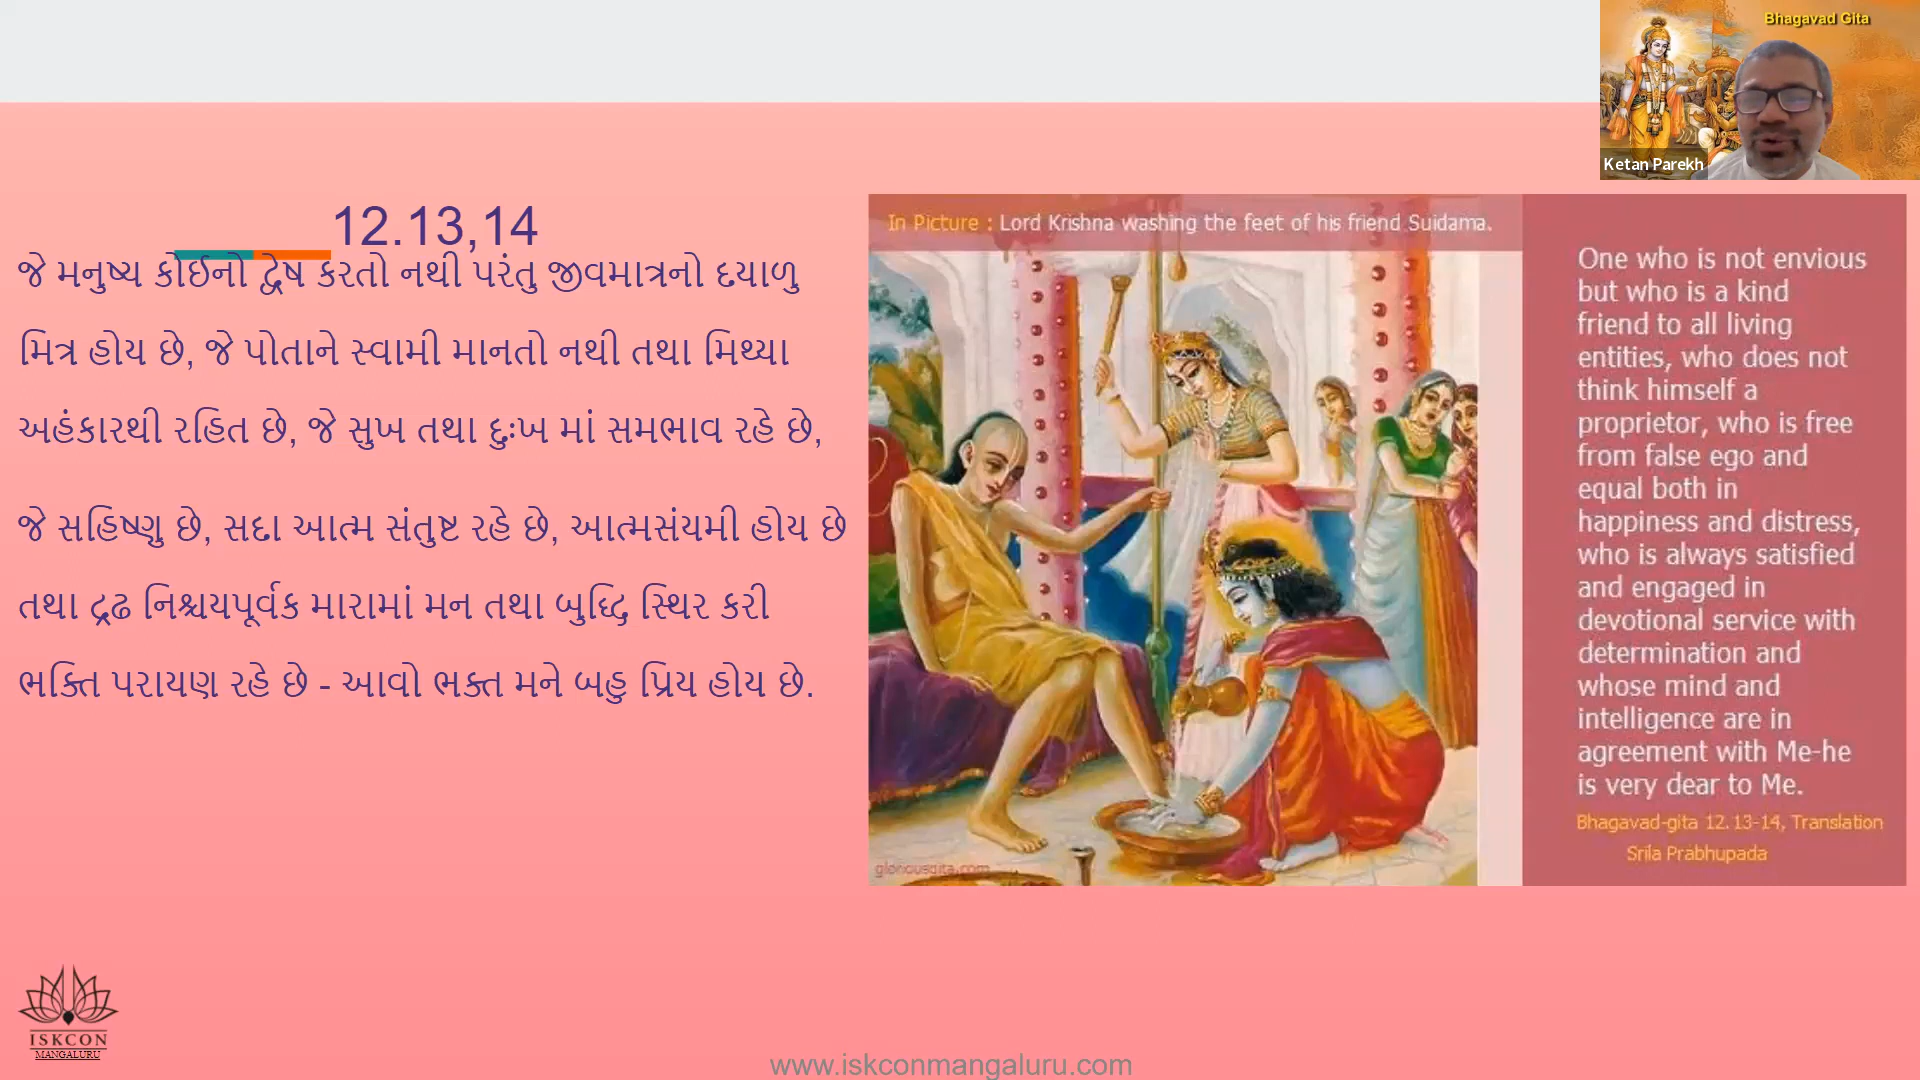 Bhagavad Gita
Ketan Parekh
12.13,14
જે મનુષ્ય કોઈનો દ્વેષ કરતો નથી પરંતુ જીવમાત્રનો દયાળુ
મિત્ર હોય છે, જે પોતાને સ્વામી માનતો નથી તથા મિથ્યા
અહંકારથી રહિત છે, જે સુખ તથા દુઃખ માં સમભાવ રહે છે,
જે સહિષ્ણુ છે, સદા આત્મ સંતુષ્ટ રહે છે, આત્મસંયમી હોય છે
તથા દ્રઢ નિશ્ચયપૂર્વક મારામાં મન તથા બુધ્ધિ સ્થિર કરી
ભક્તિ પરાયણ રહે છે - આવો ભક્ત મને બહુ પ્રિય હોય છે.
In Picture : Lord Krishna washing the feet of his friend Suidama.
One who is not envious
but who is a kind
friend to all living
entities, who does not
think himself a
proprietor, who is free
from false ego and
equal both in
happiness and distress,
who is always satisfied
and engaged in
devotional service with
determination and
whose mind and
intelligence are in
agreement with Me-he
is very dear to Me.
Bhagavad-gita 12.13-14, Translation
Srila Prabhupada
gloriousgita.com
ISKCON
MANGALURU
www.iskconmangaluru.com